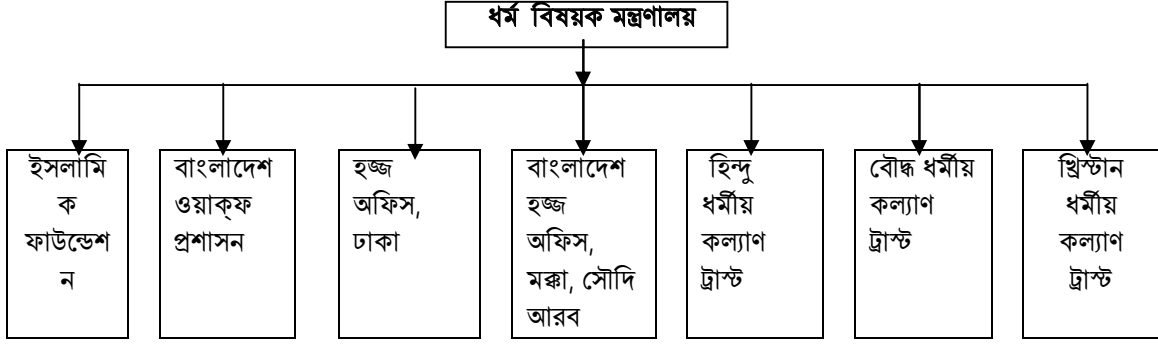 ধর্ম বিষয়ক মন্ত্রণালয়
ইসলামি
ক
ফাউন্ডেশ
ন
বাংলাদেশ
ওয়াক্‌ফ
প্রশাসন
হজ্জ
অফিস,
ঢাকা
বাংলাদেশ
হজ্জ
অফিস,
মক্কা, সৌদি
আরব
হিন্দু
ধর্মীয়
কল্যাণ
ট্রাস্ট
বৌদ্ধ ধর্মীয়
কল্যাণ
ট্রাস্ট
খ্রিস্টান
ধর্মীয়
কল্যাণ
ট্রাস্ট